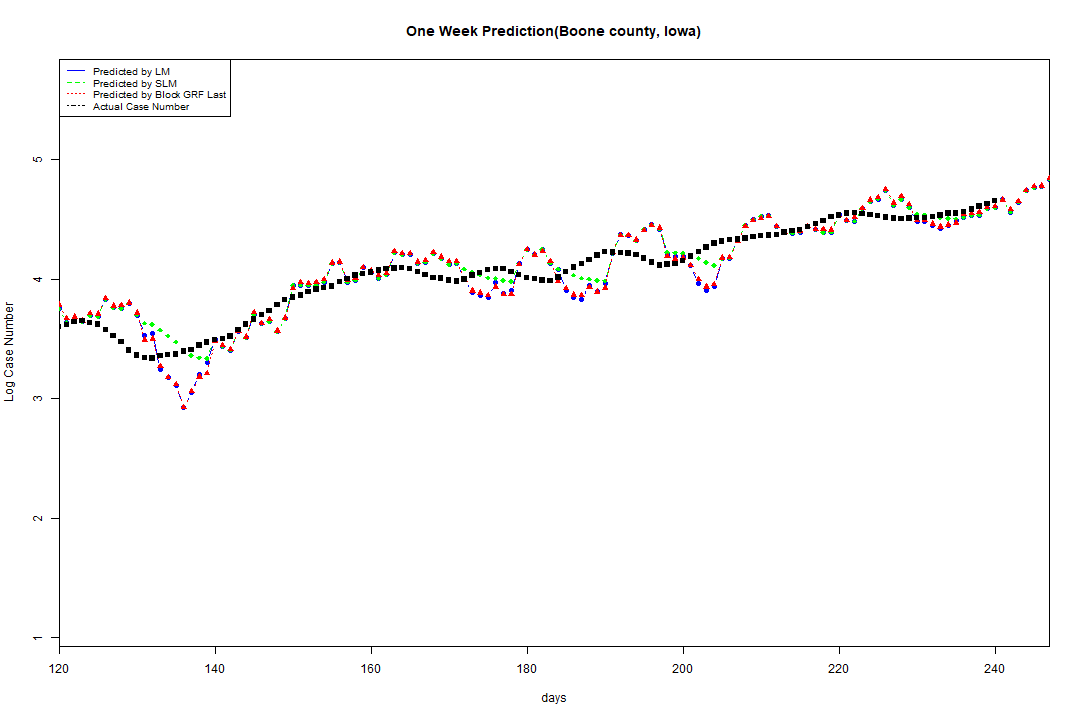 One Week Prediction(Boone county, Iowa)
Predicted by LM
Predicted by SLM
Predicted by Block GRF Last
Actual Case Number
5
4
3
2
1
Log Case Number
120 140 160 180 200 220 240
days